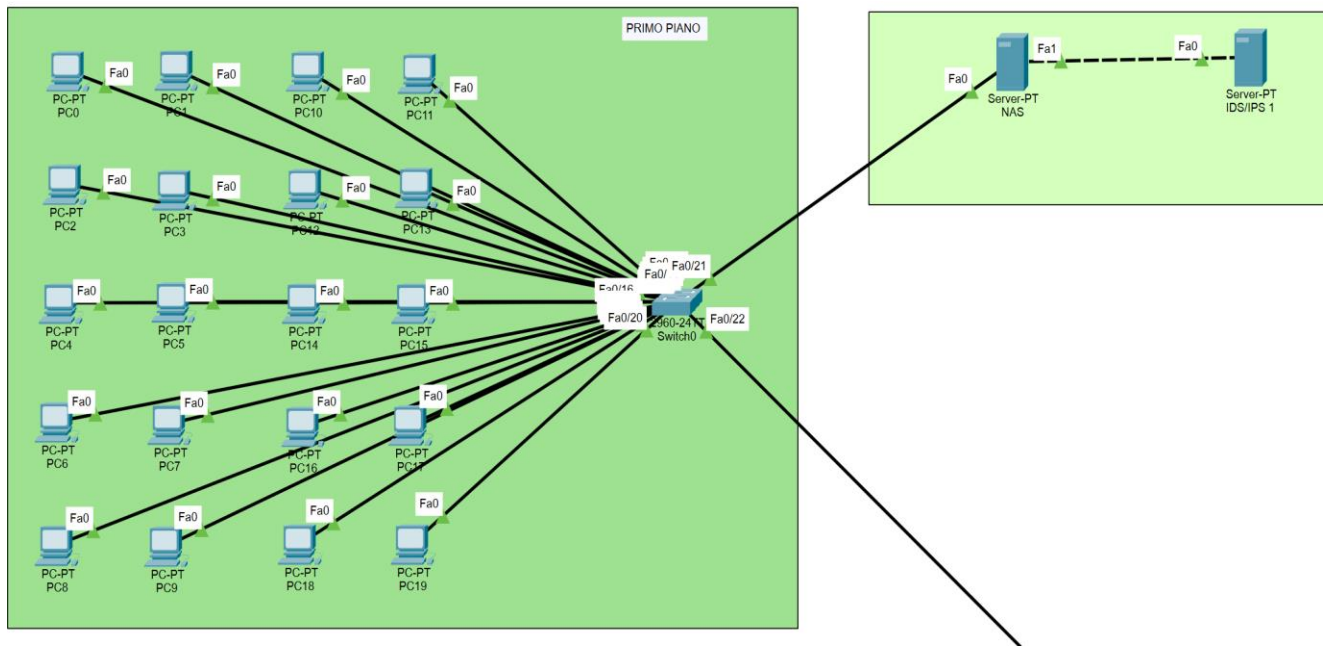 PRIMO PIANO
Fa0
PC-PT
PC0
Fa0
PC-PT
PC1
Fa0
PC-PT
PC10
Fa0
PC-PT
PC11
Fa0
PC-PT
PC2
Fa0
PC-PT
PC3
Fa0
PC-PT
PC12
Fa0
PC-PT
PC13
Fa0
PC-PT
PC4
Fa0
PC-PT
PC5
Fa0
PC-PT
PC14
Fa0
PC-PT
PC15
Fa0
PC-PT
PC6
Fa0
PC-PT
PC7
Fa0
PC-PT
PC16
Fa0
PC-PT
PC17
Fa0
PC-PT
PC8
Fa0
PC-PT
PC9
Fa0
PC-PT
PC18
Fa0
PC-PT
PC19
Fa0/21
Fa0/16
Fa0/20
Fa0/22
Switch0
Fa0
Fa1
Server-PT
NAS
Fa0
Server-PT
IDS/IPS 1